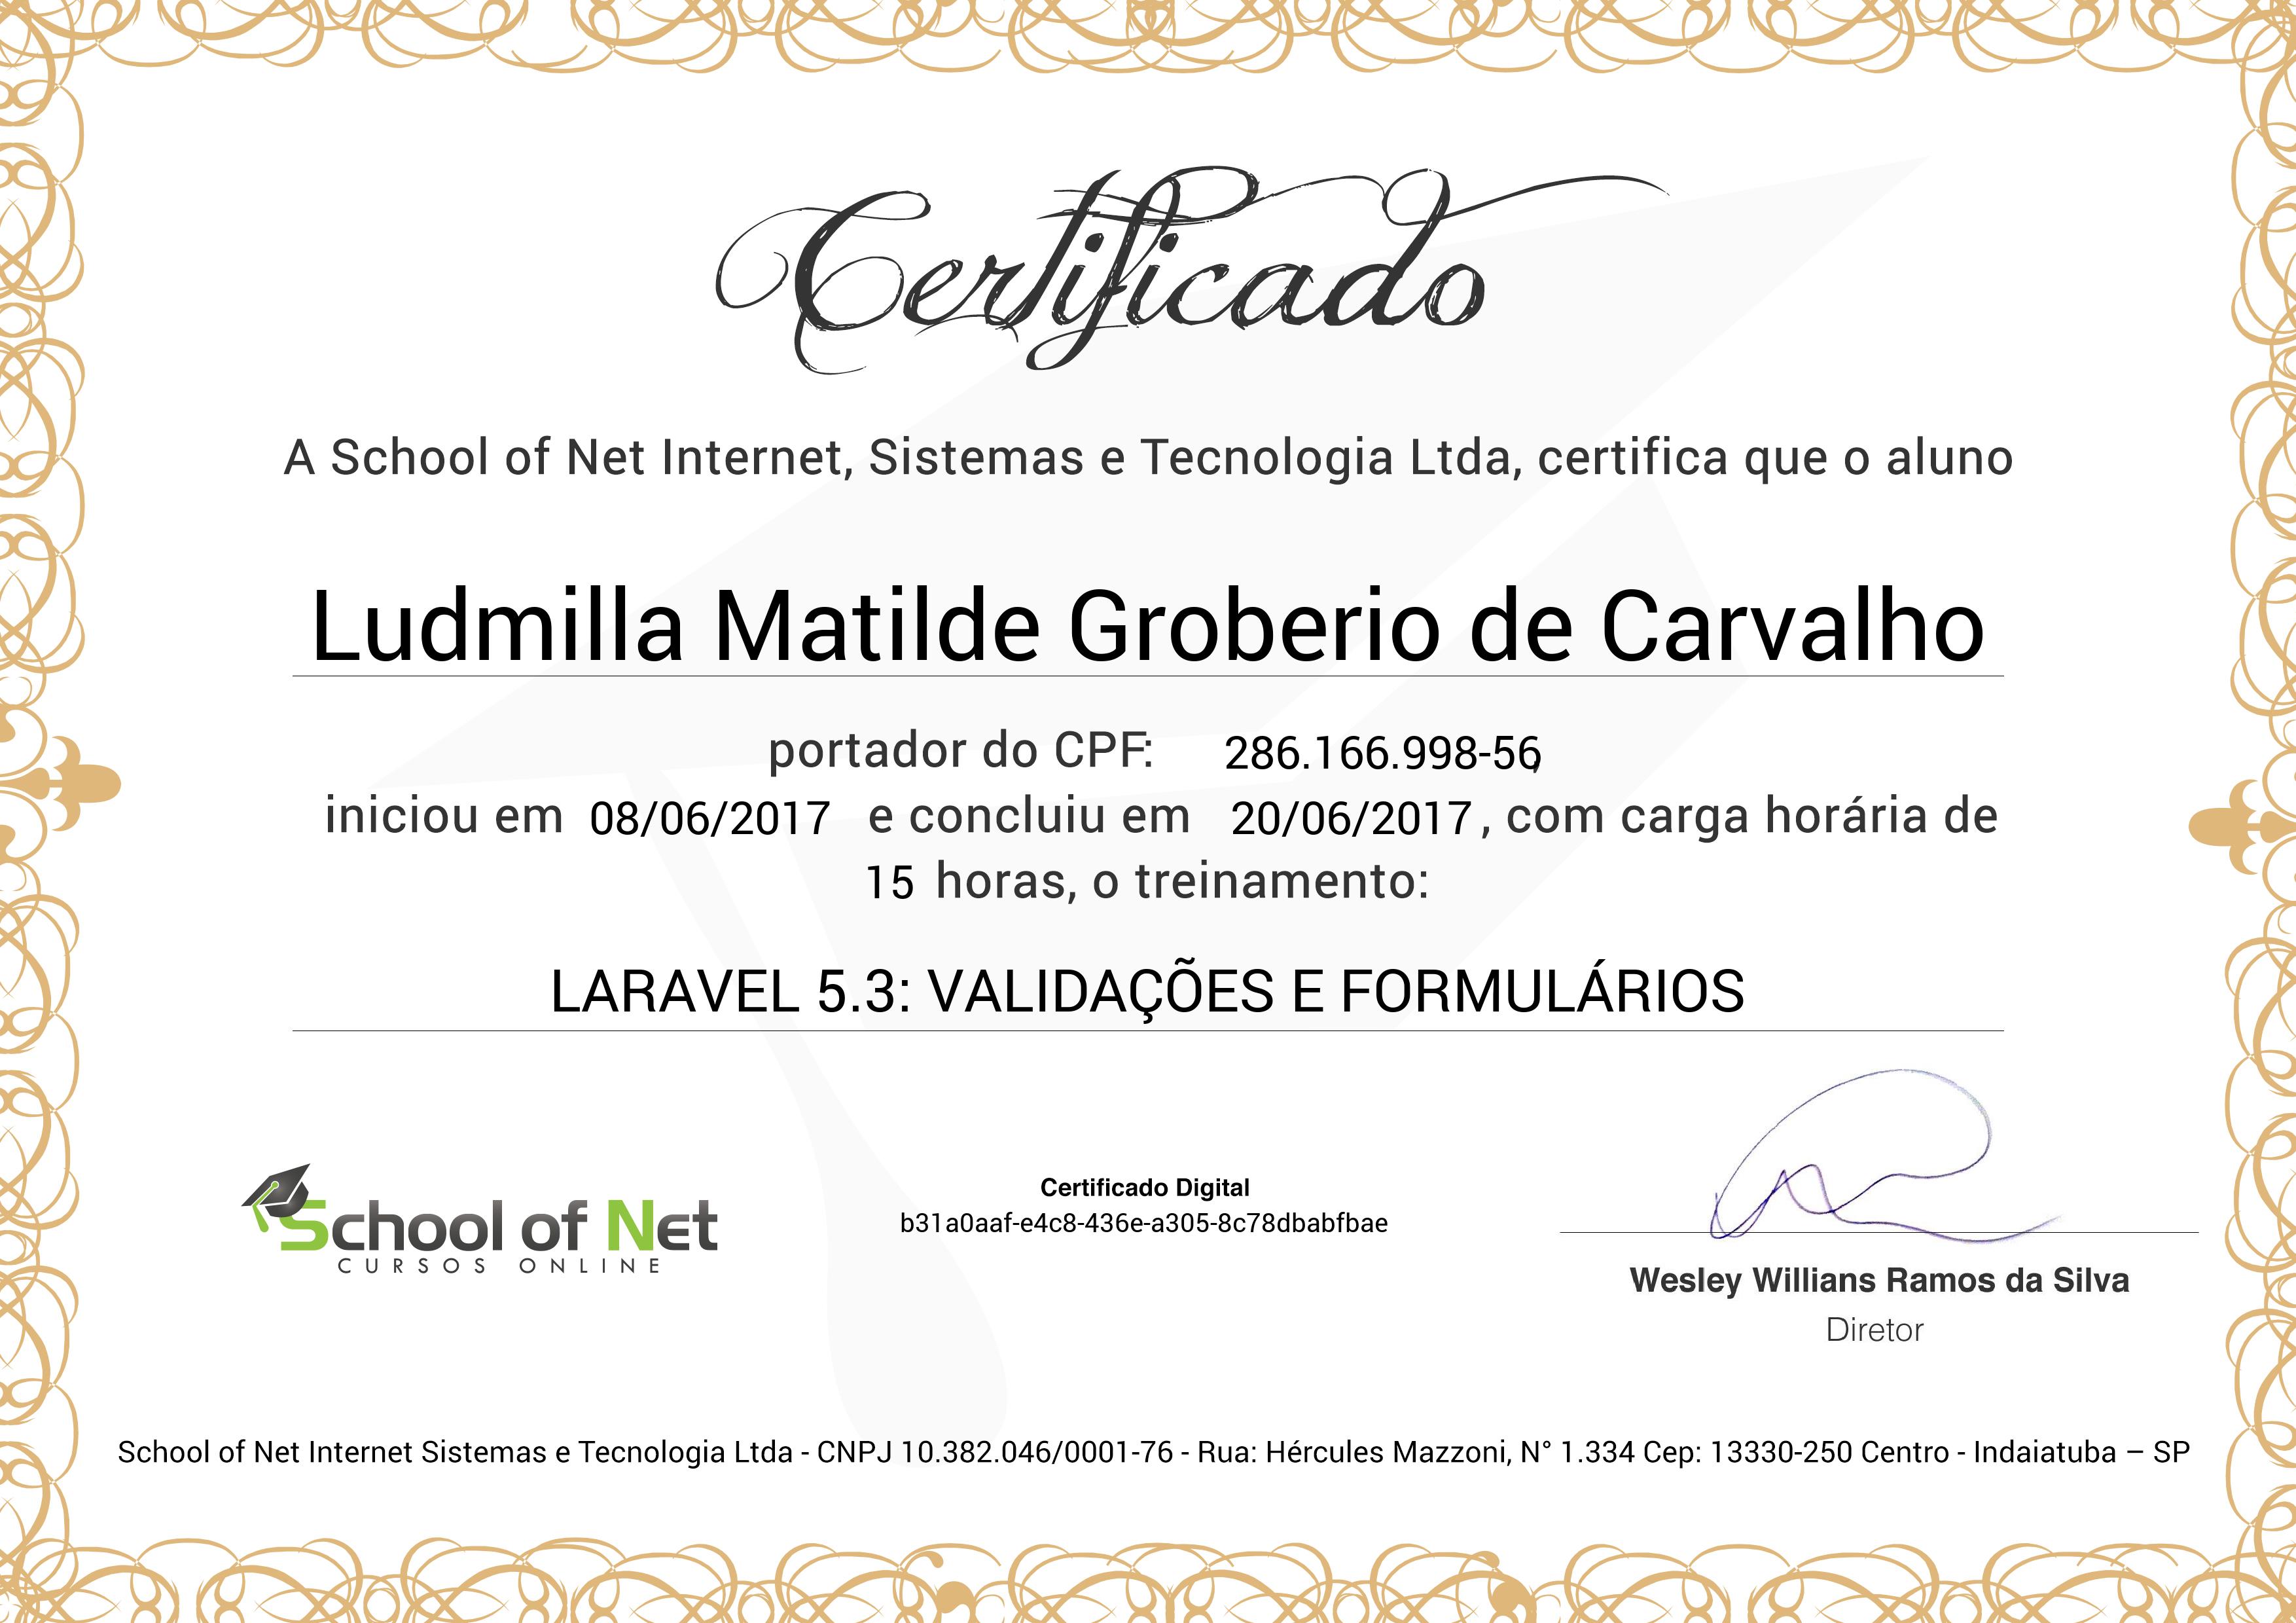 Certificado
A School of Net Internet, Sistemas e Tecnologia Ltda, certifica que o aluno
Ludmilla Matilde Groberio de Carvalho
portador do CPF: 286.166.998-56,
iniciou em 08/06/2017 e concluiu em 20/06/2017, com carga horária de
15 horas, o treinamento:
LARAVEL 5.3: VALIDAÇÕES E FORMULÁRIOS
School of Net
CURSOS ONLINE
Certificado Digital
b31a0aaf-e4c8-436e-a305-8c78dbabfbae
Wesley Willians Ramos da Silva
Diretor
School of Net Internet Sistemas e Tecnologia Ltda - CNPJ 10.382.046/0001-76 - Rua: Hércules Mazzoni, N° 1.334 Cep: 13330-250 Centro - Indaiatuba – SP